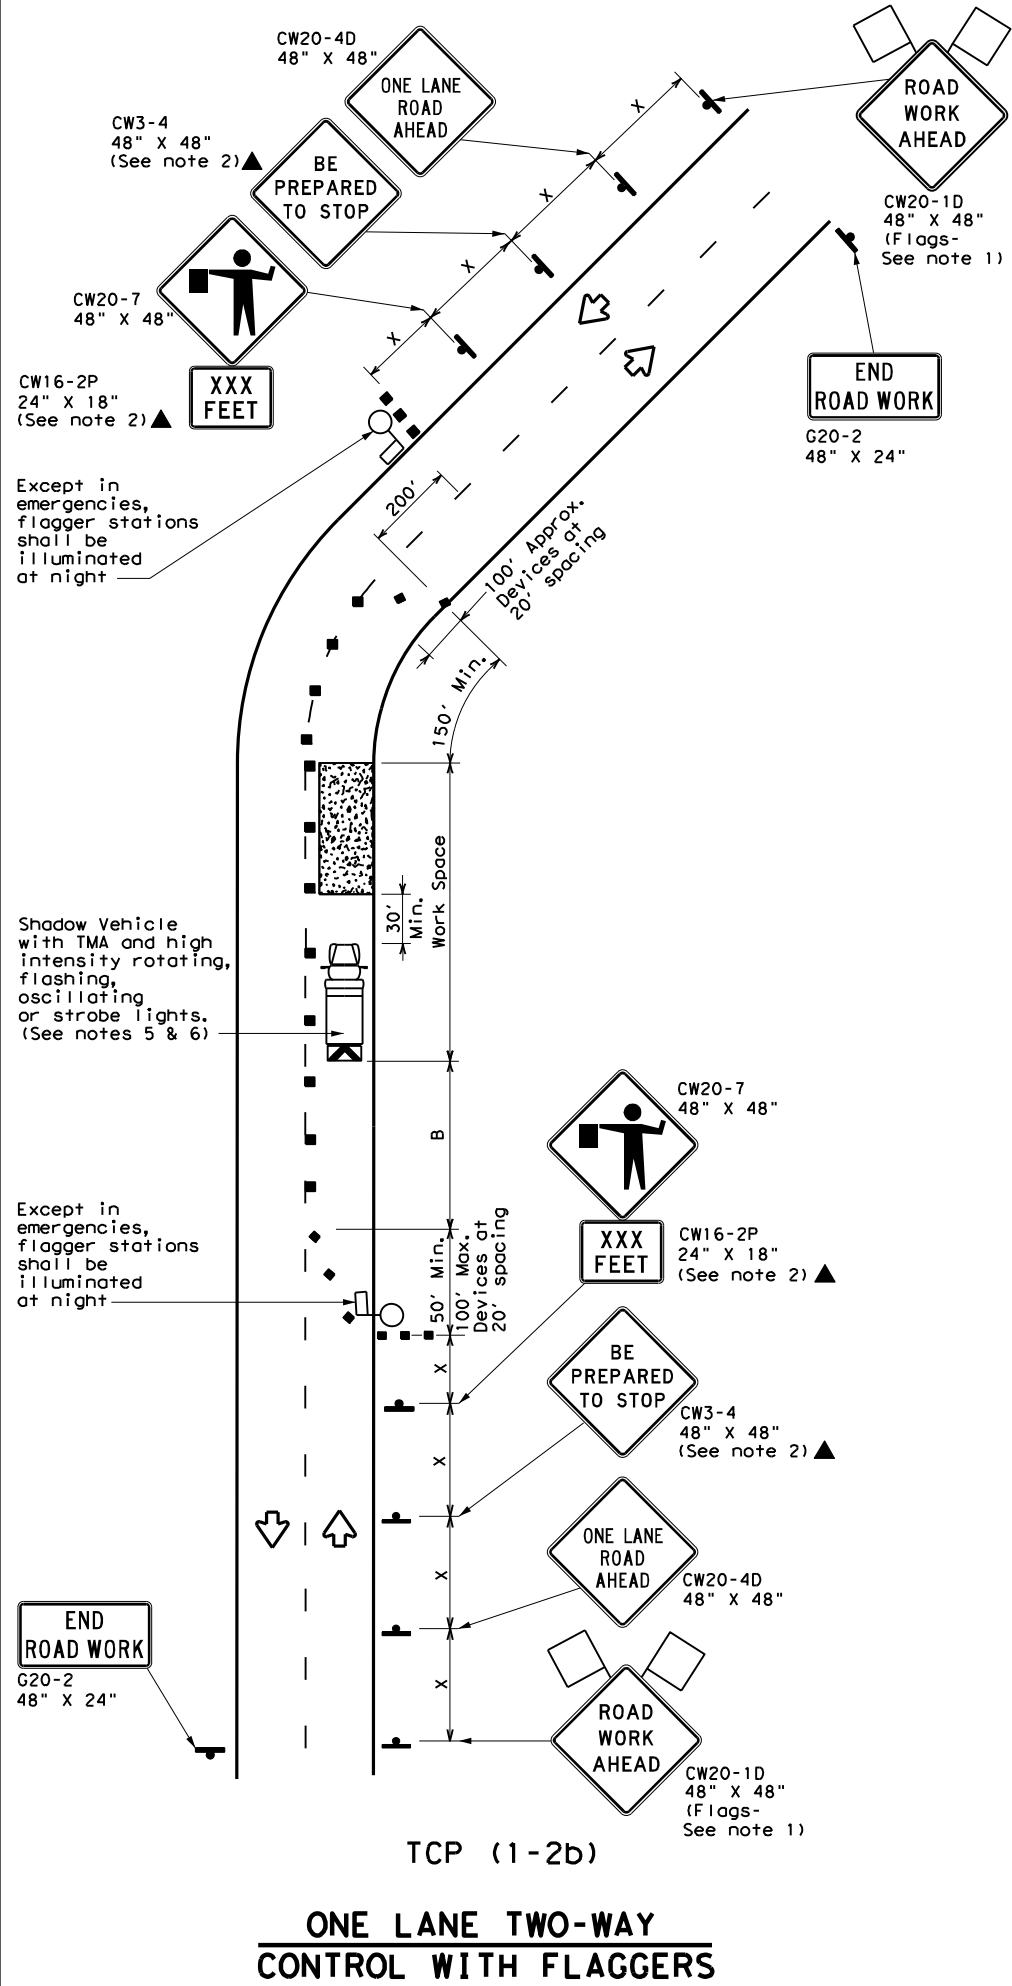 CW20-4D
48" X 48"
ONE LANE
ROAD
AHEAD
X
ROAD
WORK
AHEAD
CW20-1D
48" X 48"
(Flags-
See note 1)
CW3-4
48" X 48"
(See note 2)
BE
PREPARED
TO STOP
X
X
CW20-7
48" X 48"
X
CW16-2P
24" X 18"
(See note 2)
XXX
FEET
END
ROAD WORK
G20-2
48" X 24"
Except in
emergencies,
flagger stations
shall be
illuminated
at night
200'
100' Approx.
Devices at
20' spacing
150' Min.
Work Space
30'
Min.
Shadow Vehicle
with TMA and high
intensity rotating,
flashing,
oscillating
or strobe lights.
(See notes 5 & 6)
B
CW20-7
48" X 48"
XXX
FEET
CW16-2P
24" X 18"
(See note 2)
Except in
emergencies,
flagger stations
shall be
illuminated
at night
50' Min.
100' Max.
Devices at
20' spacing
X
BE
PREPARED
TO STOP
CW3-4
48" X 48"
(See note 2)
X
ONE LANE
ROAD
AHEAD
CW20-4D
48" X 48"
X
END
ROAD WORK
G20-2
48" X 24"
X
ROAD
WORK
AHEAD
CW20-1D
48" X 48"
(Flags-
See note 1)
TCP (1-2b)
ONE LANE TWO-WAY
CONTROL WITH FLAGGERS